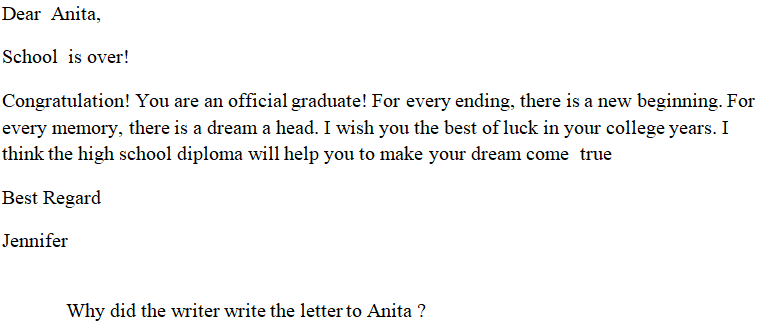 Dear  Anita,
School  is over!
Congratulation! You are an official graduate! For every ending, there is a new beginning. For
every memory, there is a dream a head. I wish you the best of luck in your college years. I
think the high school diploma will help you to make your dream come  true
Best Regard
Jennifer
Why did the writer write the letter to Anita ?